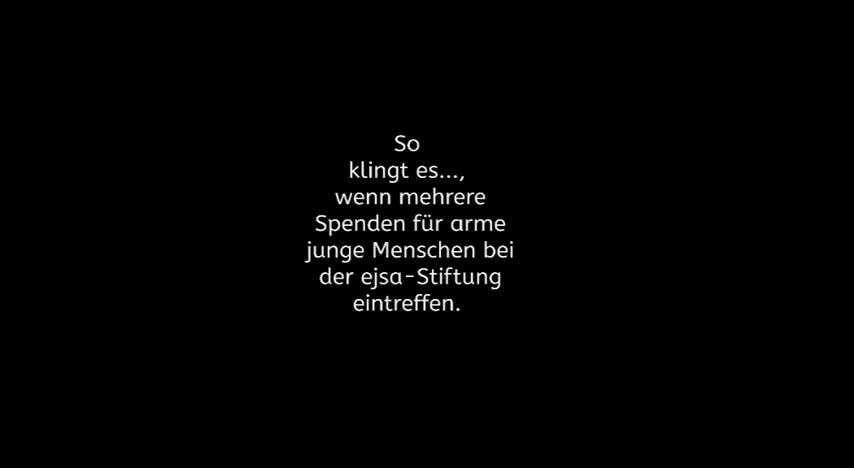 So
klingt es...,
wenn mehrere
Spenden für arme
junge Menschen bei
der ejsa-Stiftung
eintreffen.